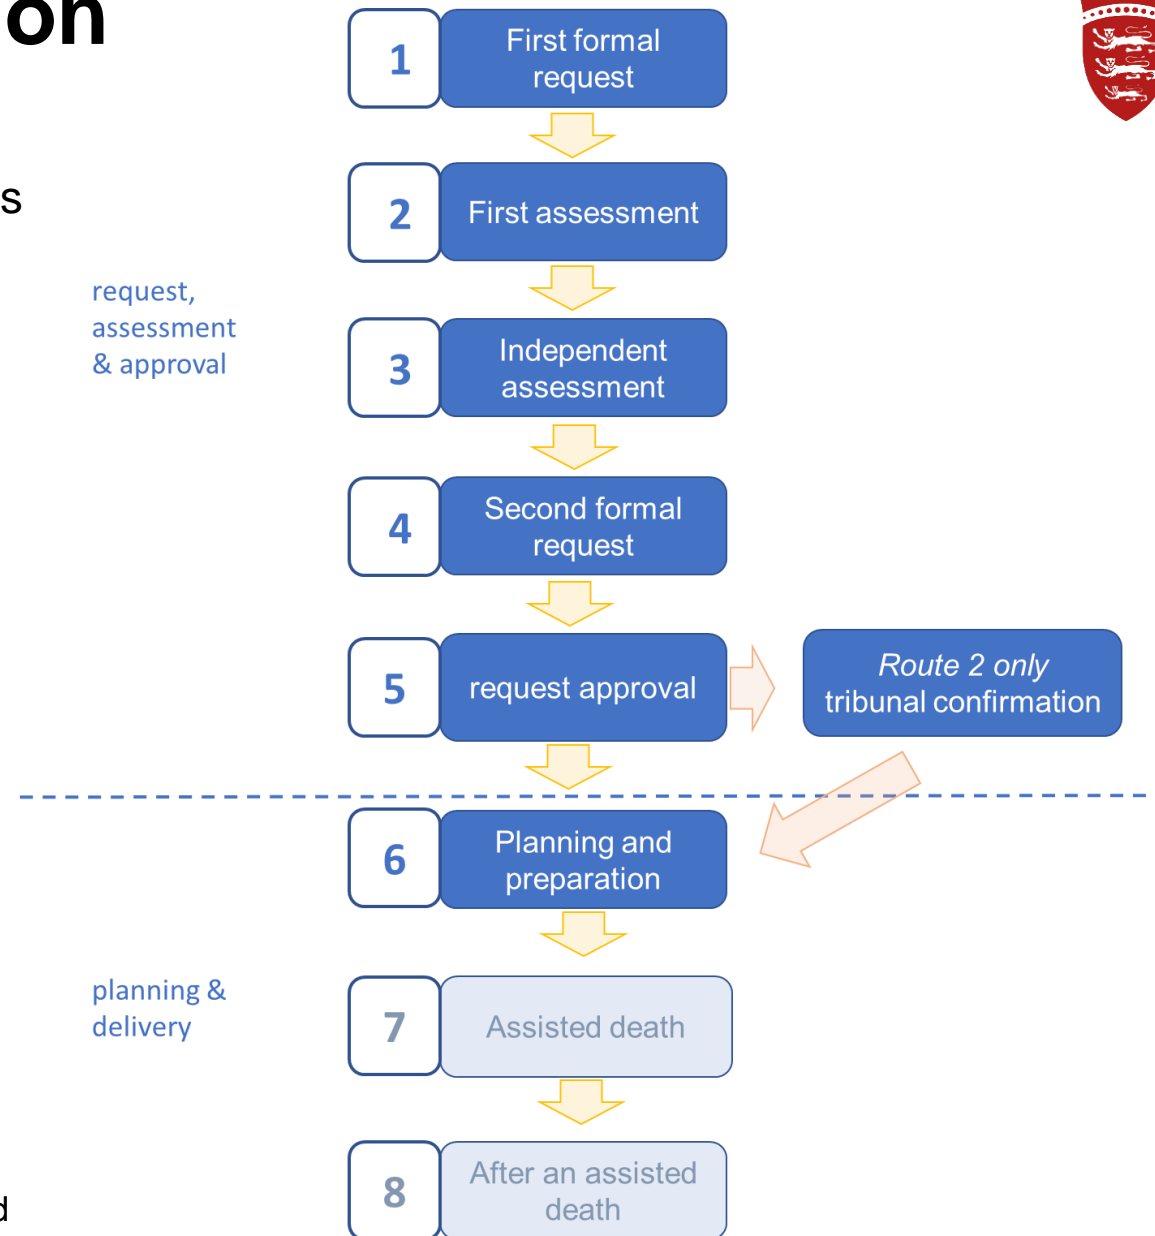 on
s
1
First formal
request
2
First assessment
request,
assessment
& approval
3
Independent
assessment
4
Second formal
request
5
request approval
Route 2 only
tribunal confirmation
6
Planning and
preparation
planning &
delivery
7
Assisted death
8
After an assisted
death
d